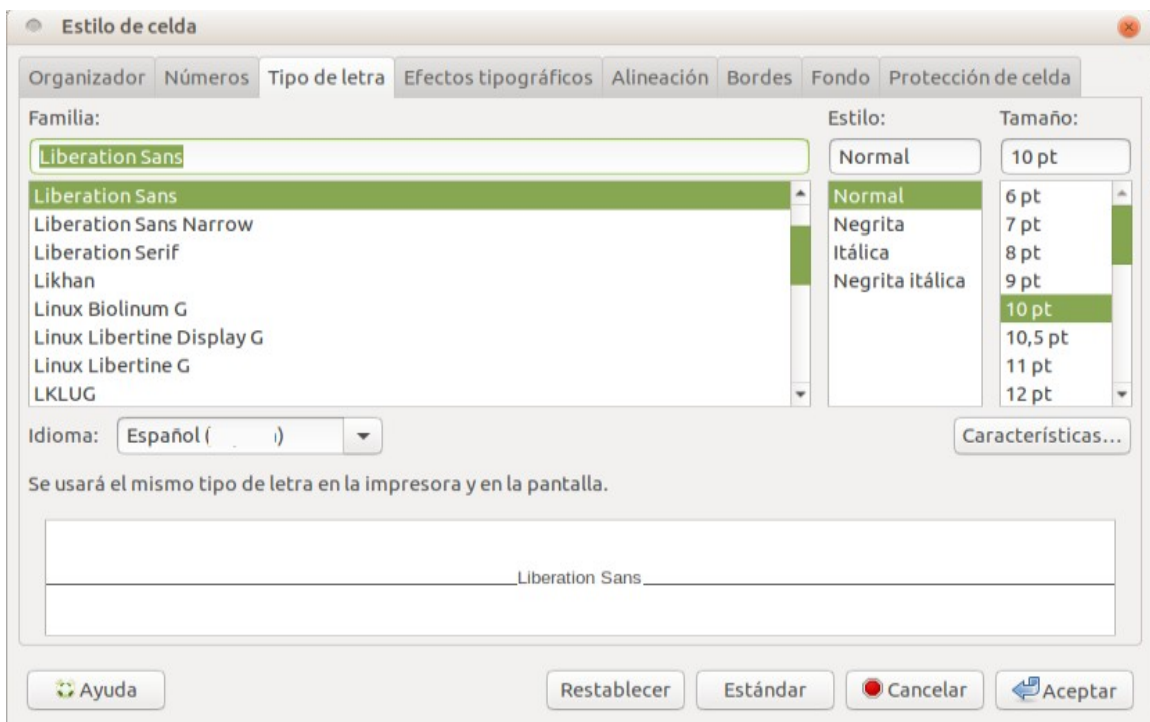 Estilo de celda
Organizador Números Tipo de letra Efectos tipográficos Alineación Bordes Fondo Protección de celda
Familia: Estilo: Tamaño:
Liberation Sans Normal 10 pt
Liberation Sans Normal 6 pt
Liberation Sans Narrow Negrita 7 pt
Liberation Serif Itálica 8 pt
Likhan Negrita itálica 9 pt
Linux Biolinum G 10 pt
Linux Libertine Display G 10,5 pt
Linux Libertine G 11 pt
LKLUG 12 pt
Idioma: Español ( ) Características...
Se usará el mismo tipo de letra en la impresora y en la pantalla.
Liberation Sans
Ayuda Restablecer Estándar Cancelar Aceptar